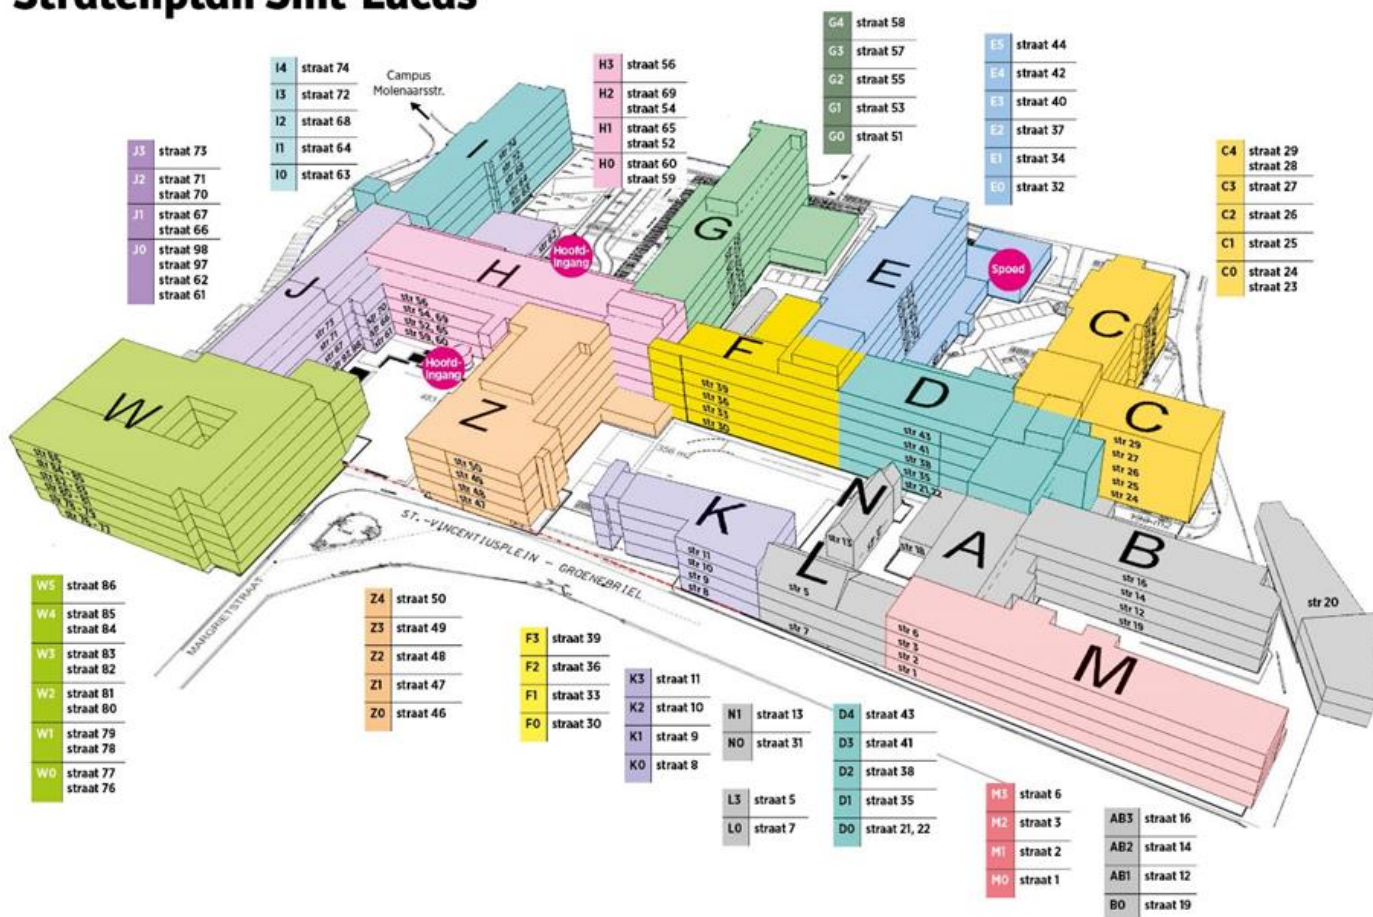 G4 straat 58
G3 straat 57
G2 straat 55
G1 straat 53
G0 straat 51
E5 straat 44
E4 straat 42
E3 straat 40
E2 straat 37
E1 straat 34
E0 straat 32
I4 straat 74
I3 straat 72
I2 straat 68
I1 straat 64
I0 straat 63
Campus
Molenaarsstr.
H3 straat 56
H2 straat 69
straat 54
H1 straat 65
straat 52
H0 straat 60
straat 59
J3 straat 73
J2 straat 71
straat 70
J1 straat 67
straat 66
J0 straat 98
straat 97
straat 62
straat 61
C4 straat 29
straat 28
C3 straat 27
C2 straat 26
C1 straat 25
C0 straat 24
straat 23
I
G
Hoofd-
Ingang
Spoed
E
J
H
str 56
str 54, 69
str 52, 65
str 59, 60
Hoofd-
Ingang
C
F
str 39
str 36
str 33
str 30
D
str 43
str 41
str 38
str 35
str 21, 22
C
str 29
str 27
str 26
str 25
str 24
W
Z
str 50
str 49
str 48
str 47
K
str 11
str 10
str 9
str 8
N
str 13
L
str 5
str 7
A
str 18
B
str 16
str 14
str 12
str 19
str 20
M
str 6
str 3
str 2
str 1
ST.-VINCENTIUSPLEIN - GROENEBRIEL
MARGRIETSTRAAT
W5 straat 86
W4 straat 85
straat 84
W3 straat 83
straat 82
W2 straat 81
straat 80
W1 straat 79
straat 78
W0 straat 77
straat 76
Z4 straat 50
Z3 straat 49
Z2 straat 48
Z1 straat 47
Z0 straat 46
F3 straat 39
F2 straat 36
F1 straat 33
F0 straat 30
K3 straat 11
K2 straat 10
K1 straat 9
K0 straat 8
N1 straat 13
N0 straat 31
L3 straat 5
L0 straat 7
D4 straat 43
D3 straat 41
D2 straat 38
D1 straat 35
D0 straat 21, 22
M3 straat 6
M2 straat 3
M1 straat 2
M0 straat 1
AB3 straat 16
AB2 straat 14
AB1 straat 12
B0 straat 19